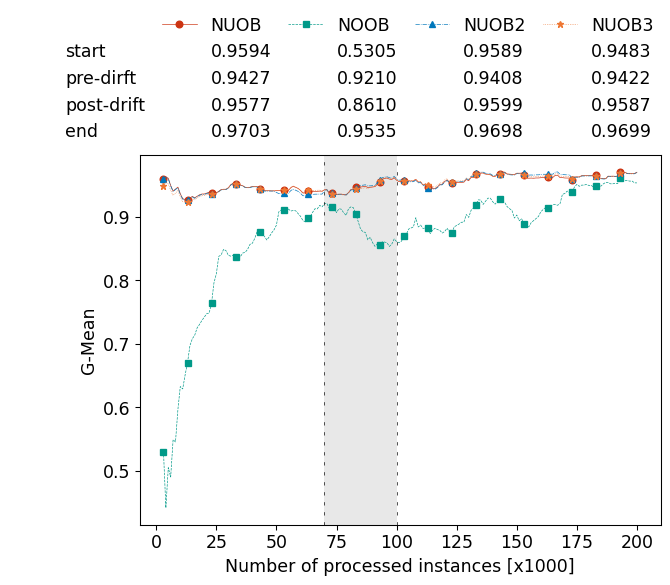 NUOB NOOB NUOB2 NUOB3
start 0.9594 0.5305 0.9589 0.9483
pre-dirft 0.9427 0.9210 0.9408 0.9422
post-drift 0.9577 0.8610 0.9599 0.9587
end 0.9703 0.9535 0.9698 0.9699
0.9
0.8
0.7
0.6
0.5
G-Mean
0 25 50 75 100 125 150 175 200
Number of processed instances [x1000]